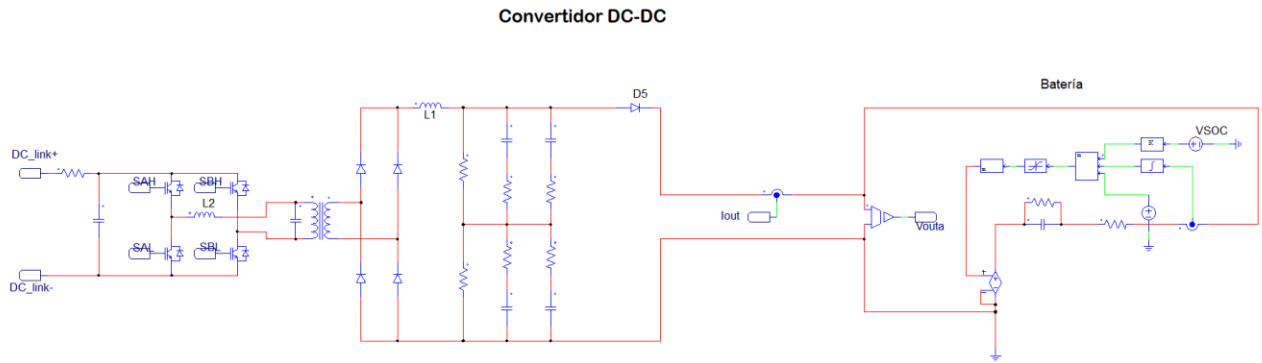 Convertidor DC-DC
Batería
D5
L1
VSOC
DC_link+
SAH
SBH
K
L2
Iout
Vouta
SAL
SBL
DC_link-